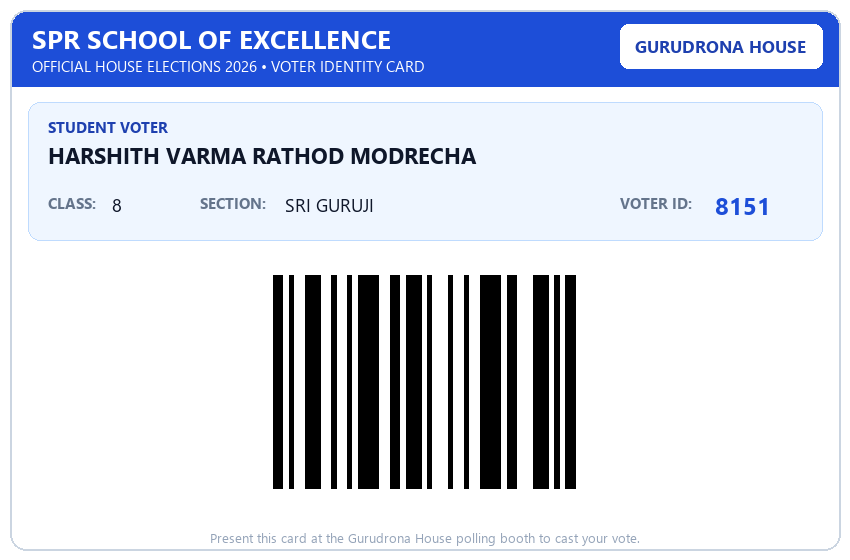 SPR SCHOOL OF EXCELLENCE
OFFICIAL HOUSE ELECTIONS 2026 • VOTER IDENTITY CARD
GURUDRONA HOUSE
STUDENT VOTER
HARSHITH VARMA RATHOD MODRECHA
CLASS: 8 SECTION: SRI GURUJI VOTER ID: 8151
Present this card at the Gurudrona House polling booth to cast your vote.